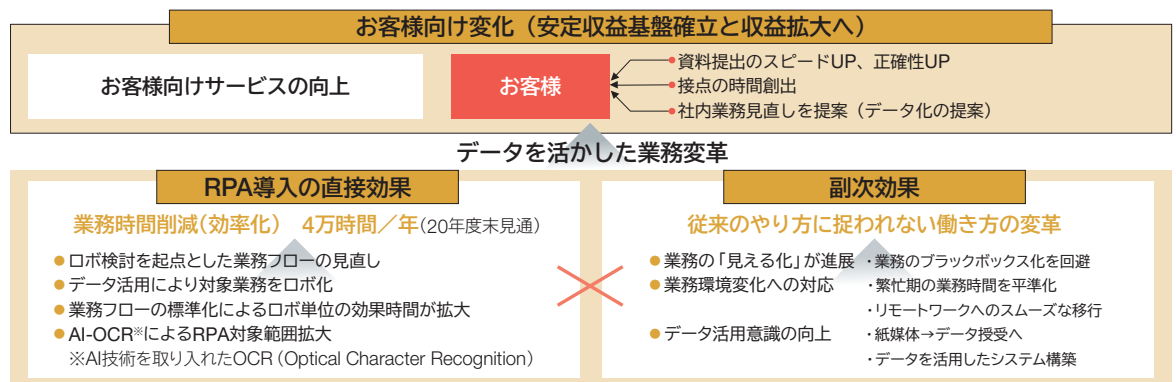 お客様向け変化（安定収益基盤確立と収益拡大へ）
お客様向けサービスの向上
お客様
●資料提出のスピードUP、正確性UP
●接点の時間創出
●社内業務見直しを提案（データ化の提案）
データを活かした業務変革
RPA導入の直接効果
業務時間削減（効率化）　4万時間／年（20年度末見通）
●ロボ検討を起点とした業務フローの見直し
●データ活用により対象業務をロボ化
●業務フローの標準化によるロボ単位の効果時間が拡大
●AI-OCR※によるRPA対象範囲拡大
※AI技術を取り入れたOCR（Optical Character Recognition）
副次効果
従来のやり方に捉われない働き方の変革
●業務の「見える化」が進展 ・業務のブラックボックス化を回避
●業務環境変化への対応 ・繁忙期の業務時間を平準化
・リモートワークへのスムーズな移行
●データ活用意識の向上 ・紙媒体→データ授受へ
・データを活用したシステム構築